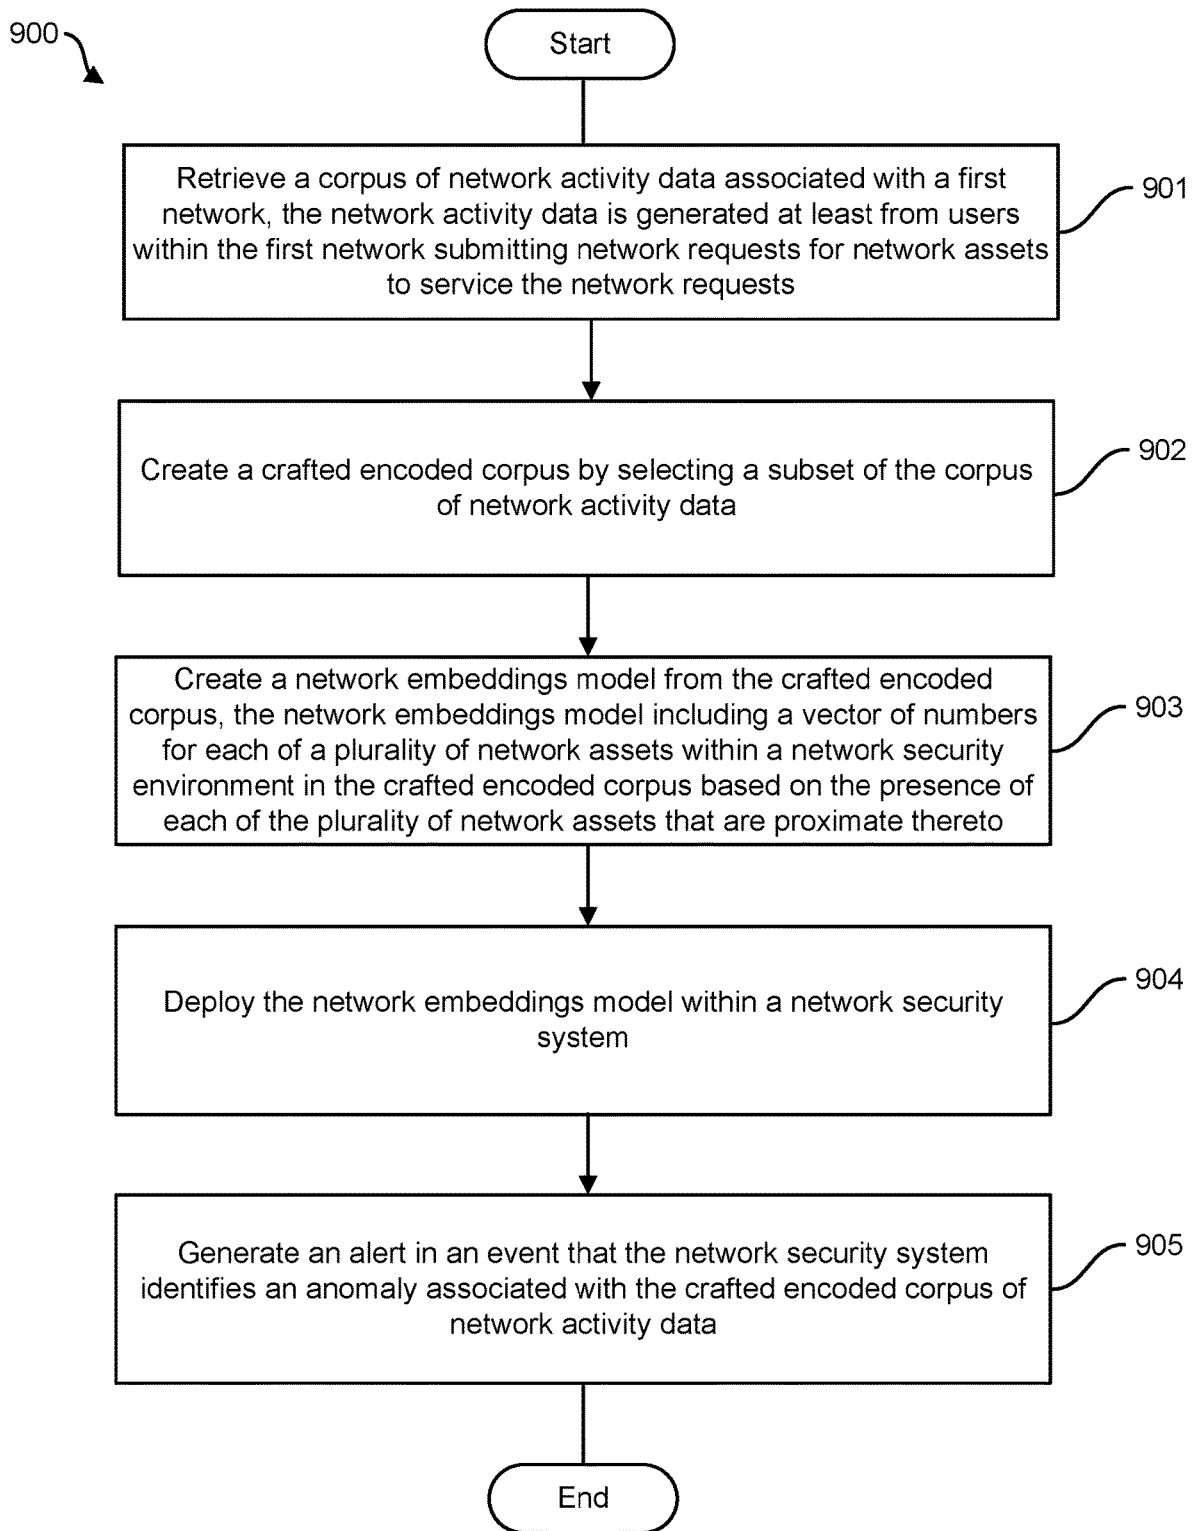 900
Start
Retrieve a corpus of network activity data associated with a first
network, the network activity data is generated at least from users
within the first network submitting network requests for network assets
to service the network requests
901
Create a crafted encoded corpus by selecting a subset of the corpus
of network activity data
902
Create a network embeddings model from the crafted encoded
corpus, the network embeddings model including a vector of numbers
for each of a plurality of network assets within a network security
environment in the crafted encoded corpus based on the presence of
each of the plurality of network assets that are proximate thereto
903
Deploy the network embeddings model within a network security
system
904
Generate an alert in an event that the network security system
identifies an anomaly associated with the crafted encoded corpus of
network activity data
905
End